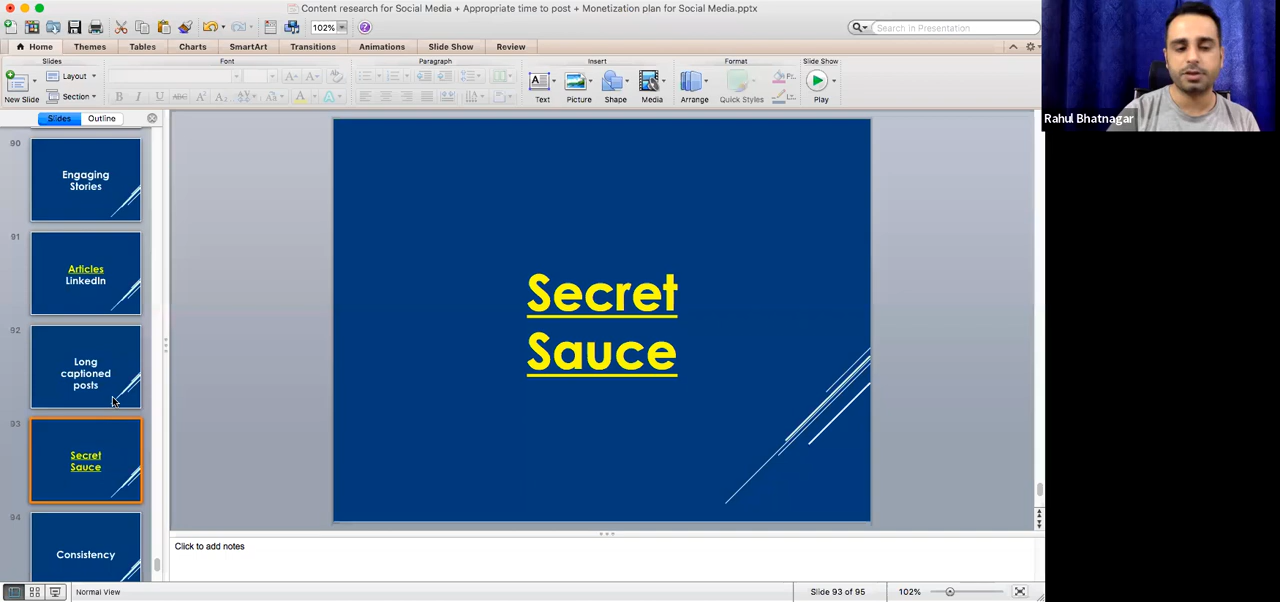 Content research for Social Media + Appropriate time to post + Monetization plan for Social Media.pptx
102%
Search in Presentation
Home Themes Tables Charts SmartArt Transitions Animations Slide Show Review
Slides Font Paragraph Insert Format Slide Show
New Slide Layout Section
B I U ABC A² A₂ Aa A A
Text Picture Shape Media Arrange Quick Styles Play
Rahul Bhatnagar
Slides Outline
90
Engaging
Stories
91
Articles
LinkedIn
92
Long
captioned
posts
93
Secret
Sauce
94
Consistency
Secret
Sauce
Click to add notes
Normal View
Slide 93 of 95
102%